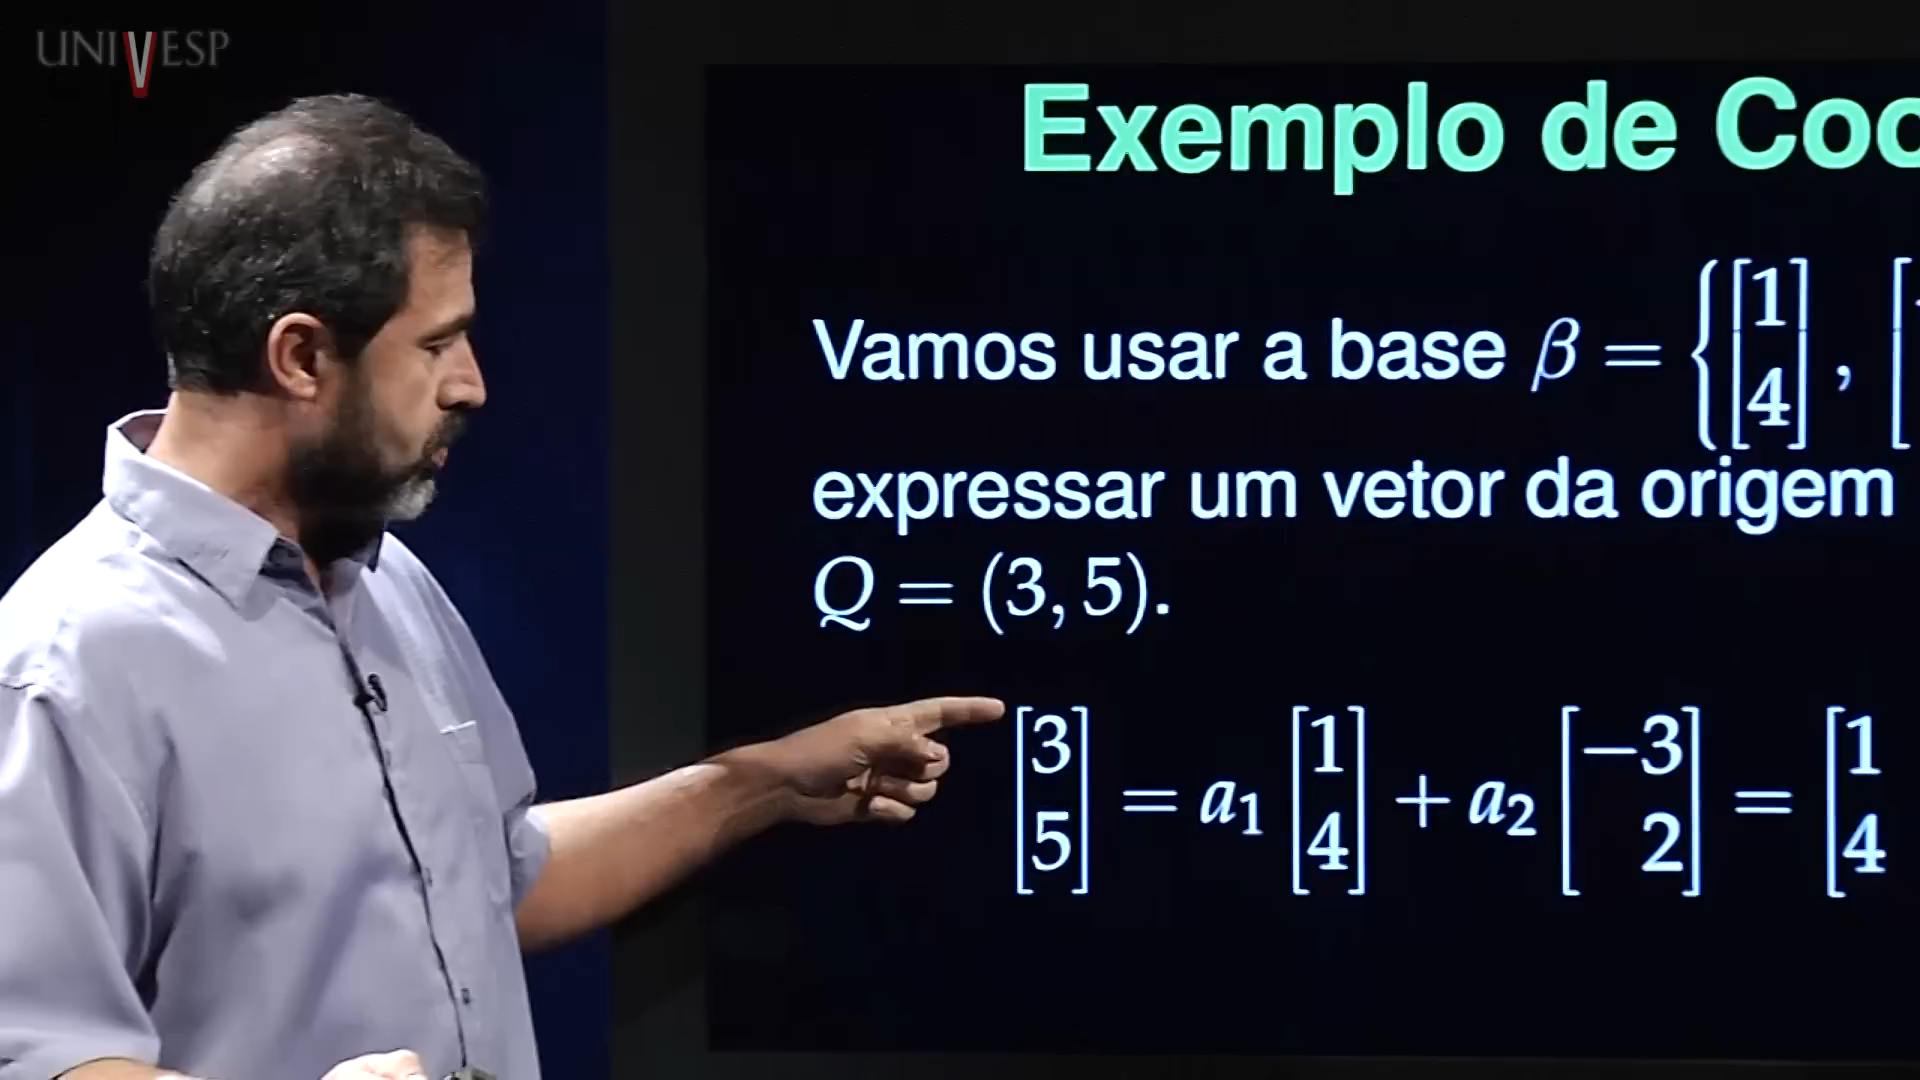 UNIVESP
Exemplo de Coo
Vamos usar a base β = {[1 4], [
expressar um vetor da origem
Q = (3, 5).
[3 5] = a₁ [1 4] + a₂ [−3 2] = [1 4